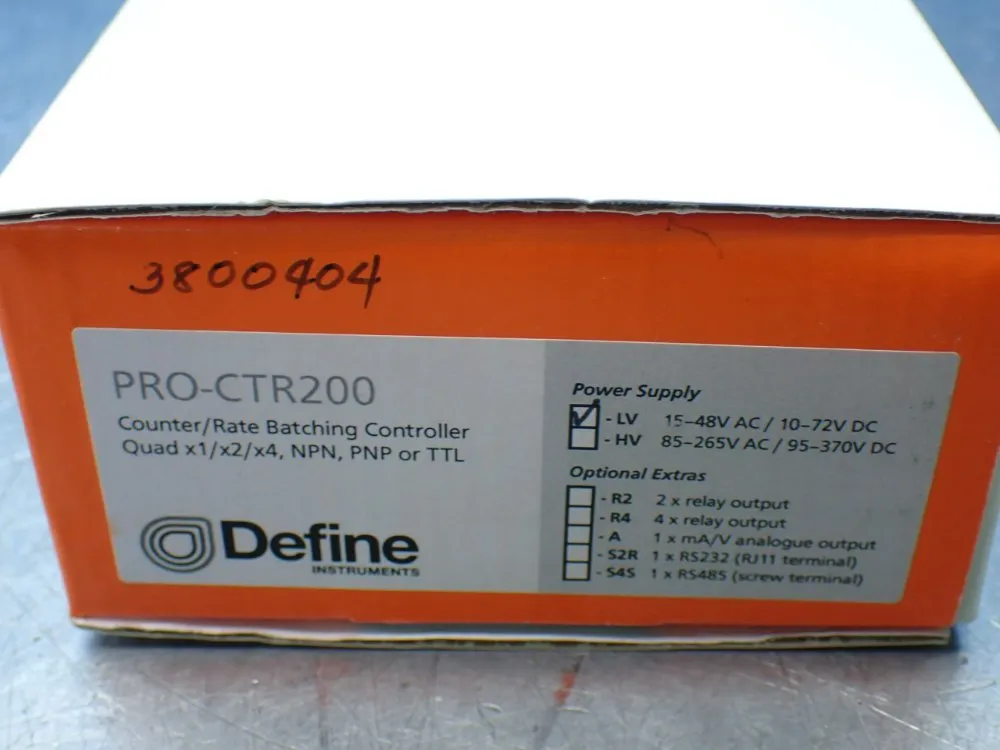 3800404
PRO-CTR200
Counter/Rate Batching Controller
Quad x1/x2/x4, NPN, PNP or TTL
Define
INSTRUMENTS
Power Supply
- LV 15–48V AC / 10–72V DC
- HV 85–265V AC / 95–370V DC
Optional Extras
- R2 2 x relay output
- R4 4 x relay output
- A 1 x mA/V analogue output
- S2R 1 x RS232 (RJ11 terminal)
- S4S 1 x RS485 (screw terminal)